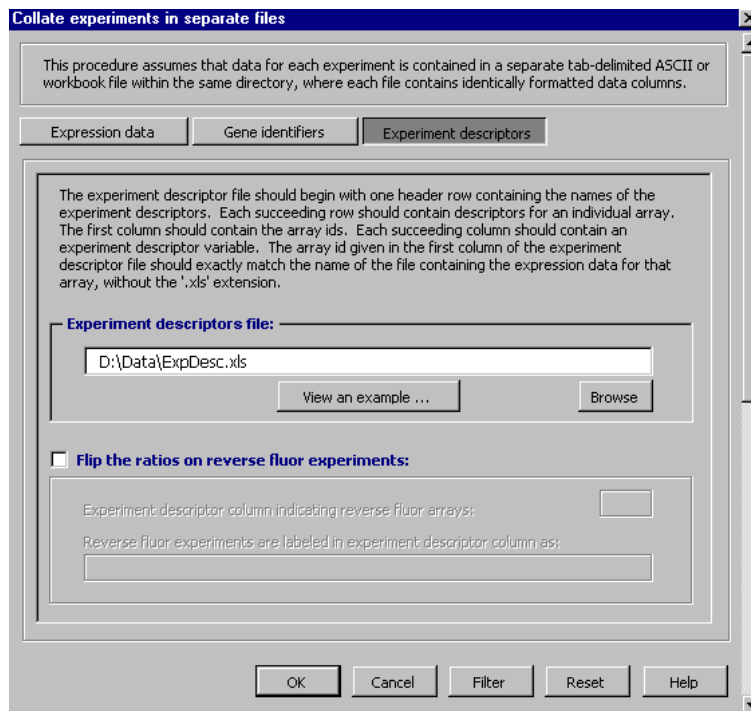 Collate experiments in separate files
This procedure assumes that data for each experiment is contained in a separate tab-delimited ASCII or
workbook file within the same directory, where each file contains identically formatted data columns.
Expression data
Gene identifiers
Experiment descriptors
The experiment descriptor file should begin with one header row containing the names of the
experiment descriptors. Each succeeding row should contain descriptors for an individual array.
The first column should contain the array ids. Each succeeding column should contain an
experiment descriptor variable. The array id given in the first column of the experiment
descriptor file should exactly match the name of the file containing the expression data for that
array, without the '.xls' extension.
Experiment descriptors file:
D:\Data\ExpDesc.xls
View an example ...
Browse
Flip the ratios on reverse fluor experiments:
Experiment descriptor column indicating reverse fluor arrays:
Reverse fluor experiments are labeled in experiment descriptor column as:
OK
Cancel
Filter
Reset
Help